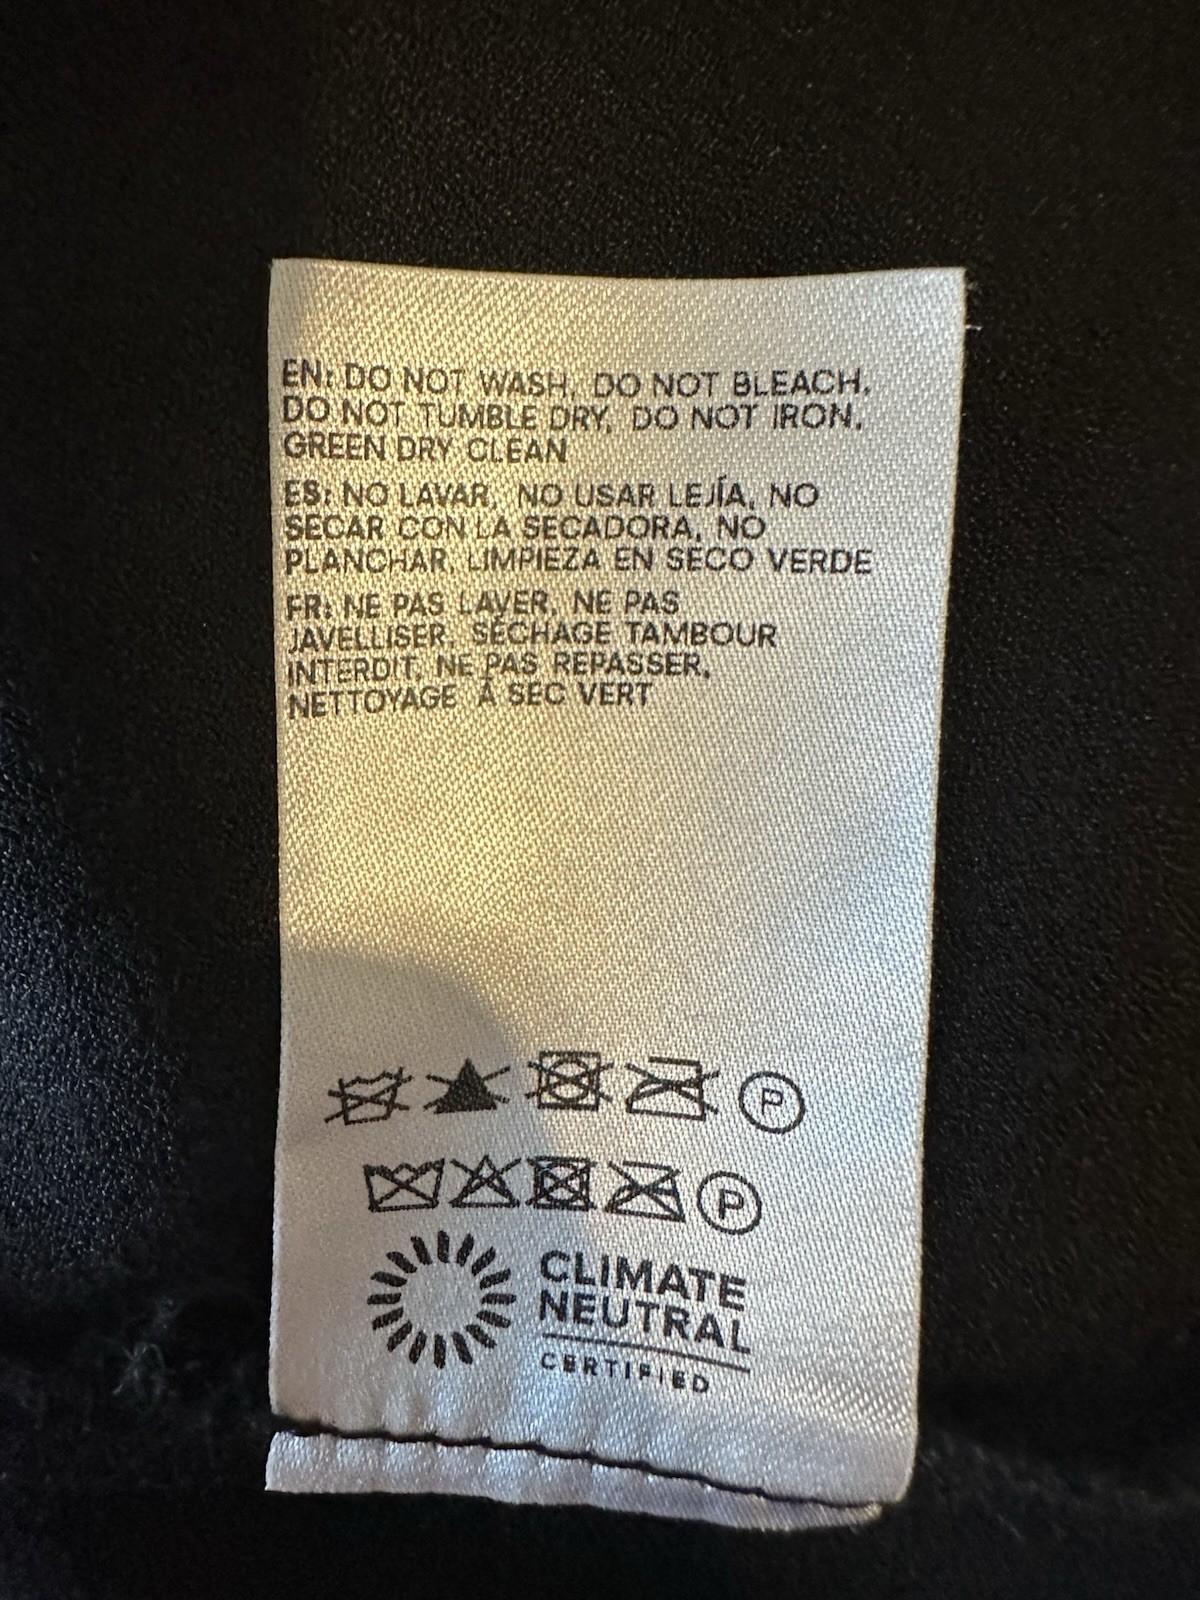 EN: DO NOT WASH, DO NOT BLEACH,
DO NOT TUMBLE DRY, DO NOT IRON,
GREEN DRY CLEAN
ES: NO LAVAR, NO USAR LEJÍA, NO
SECAR CON LA SECADORA, NO
PLANCHAR, LIMPIEZA EN SECO VERDE
FR: NE PAS LAVER, NE PAS
JAVELLISER, SÉCHAGE TAMBOUR
INTERDIT, NE PAS REPASSER,
NETTOYAGE À SEC VERT
P
P
CLIMATE
NEUTRAL
CERTIFIED